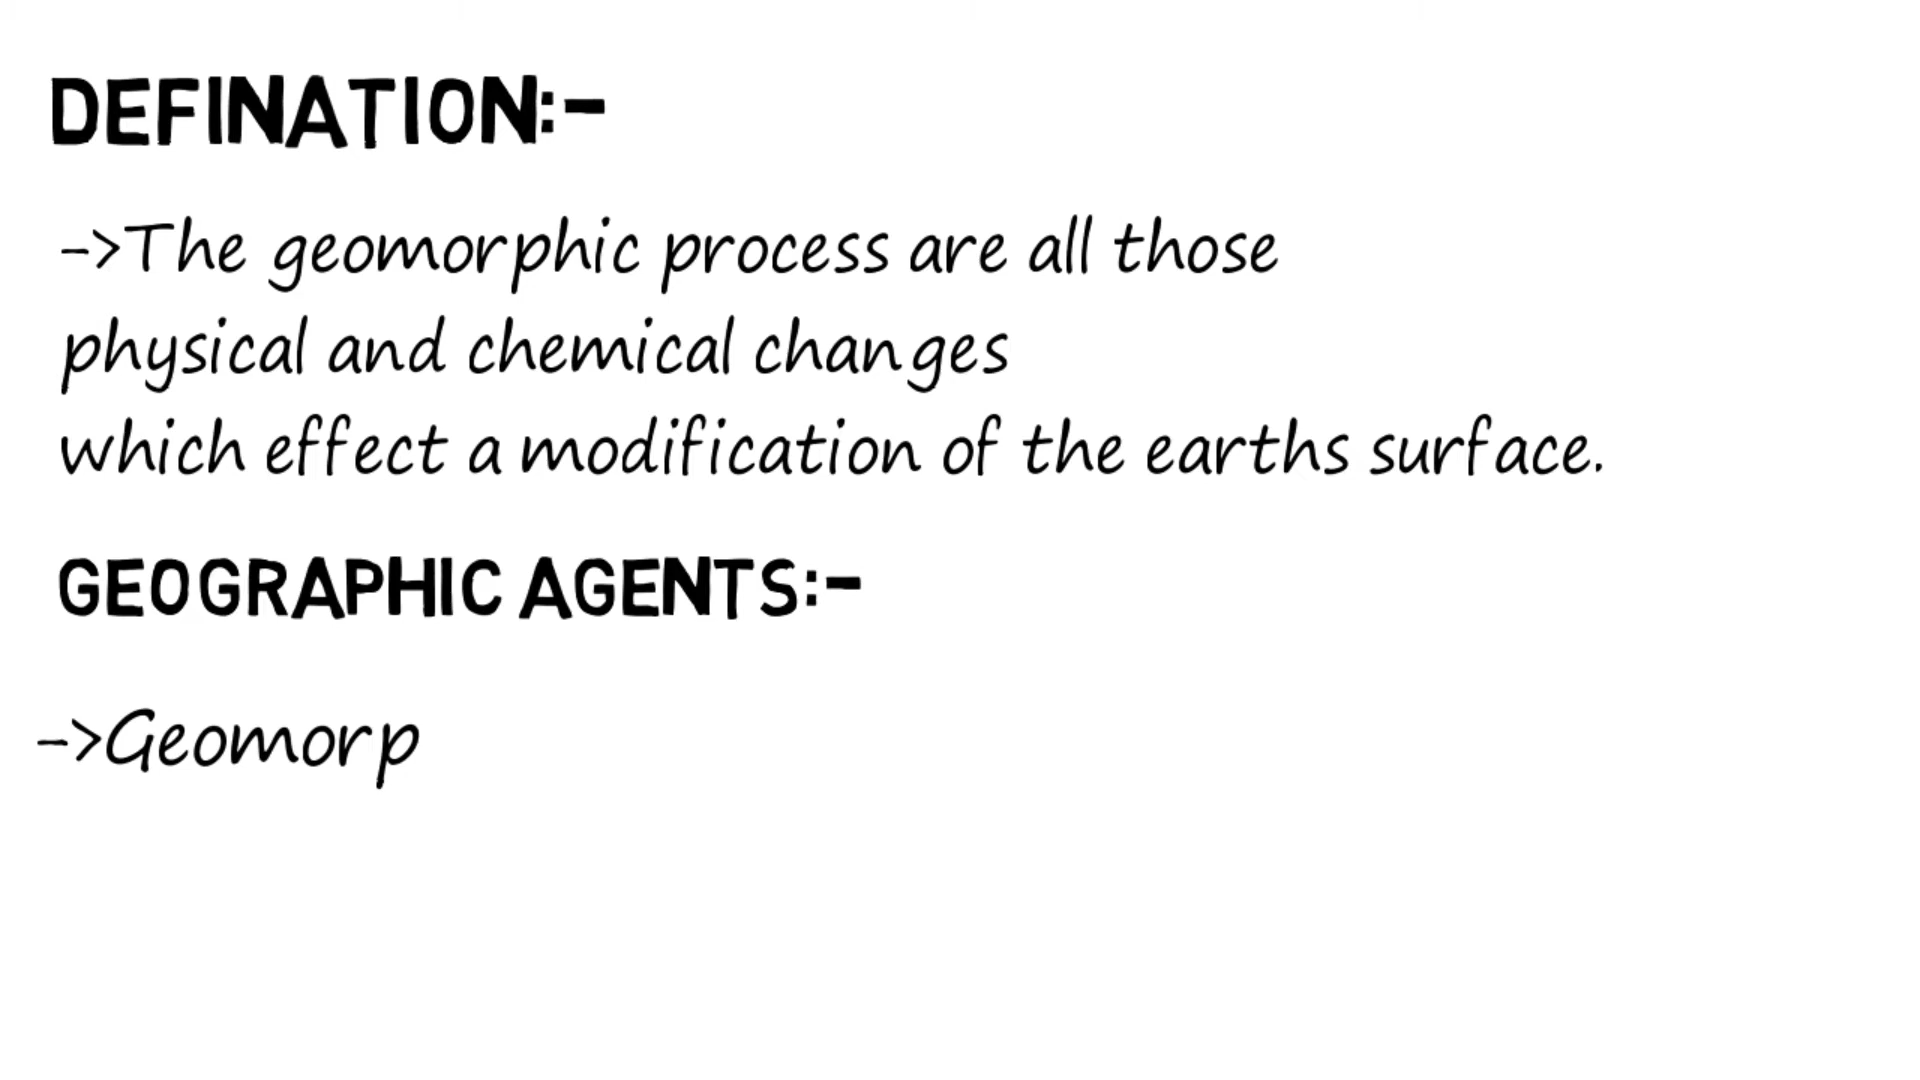 DEFINATION:-
->The geomorphic process are all those
physical and chemical changes
which effect a modification of the earths surface.
GEOGRAPHIC AGENTS:-
->Geomorp